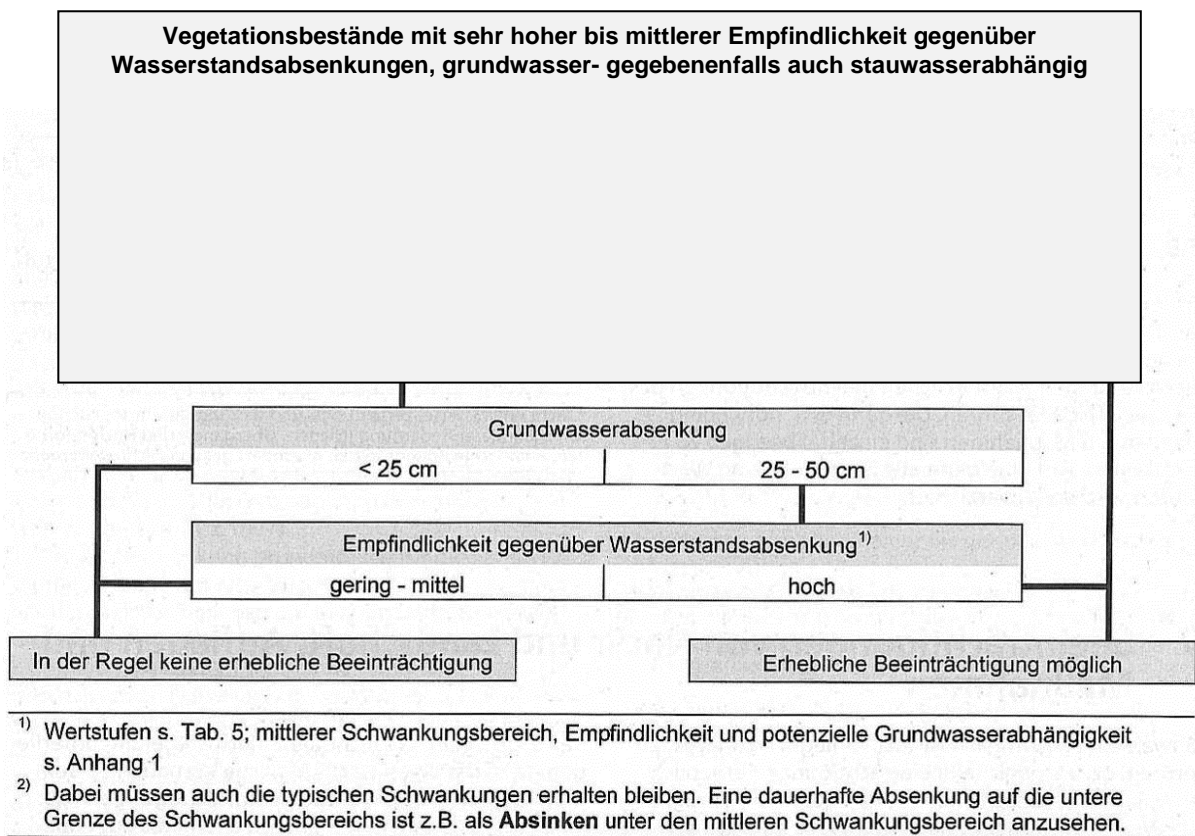 Vegetationsbestände mit sehr hoher bis mittlerer Empfindlichkeit gegenüber
Wasserstandsabsenkungen, grundwasser- gegebenenfalls auch stauwasserabhängig
Grundwasserabsenkung
< 25 cm
25 - 50 cm
Empfindlichkeit gegenüber Wasserstandsabsenkung1)
gering - mittel
hoch
In der Regel keine erhebliche Beeinträchtigung
Erhebliche Beeinträchtigung möglich
1) Wertstufen s. Tab. 5; mittlerer Schwankungsbereich, Empfindlichkeit und potenzielle Grundwasserabhängigkeit
s. Anhang 1
2) Dabei müssen auch die typischen Schwankungen erhalten bleiben. Eine dauerhafte Absenkung auf die untere
Grenze des Schwankungsbereichs ist z.B. als Absinken unter den mittleren Schwankungsbereich anzusehen.